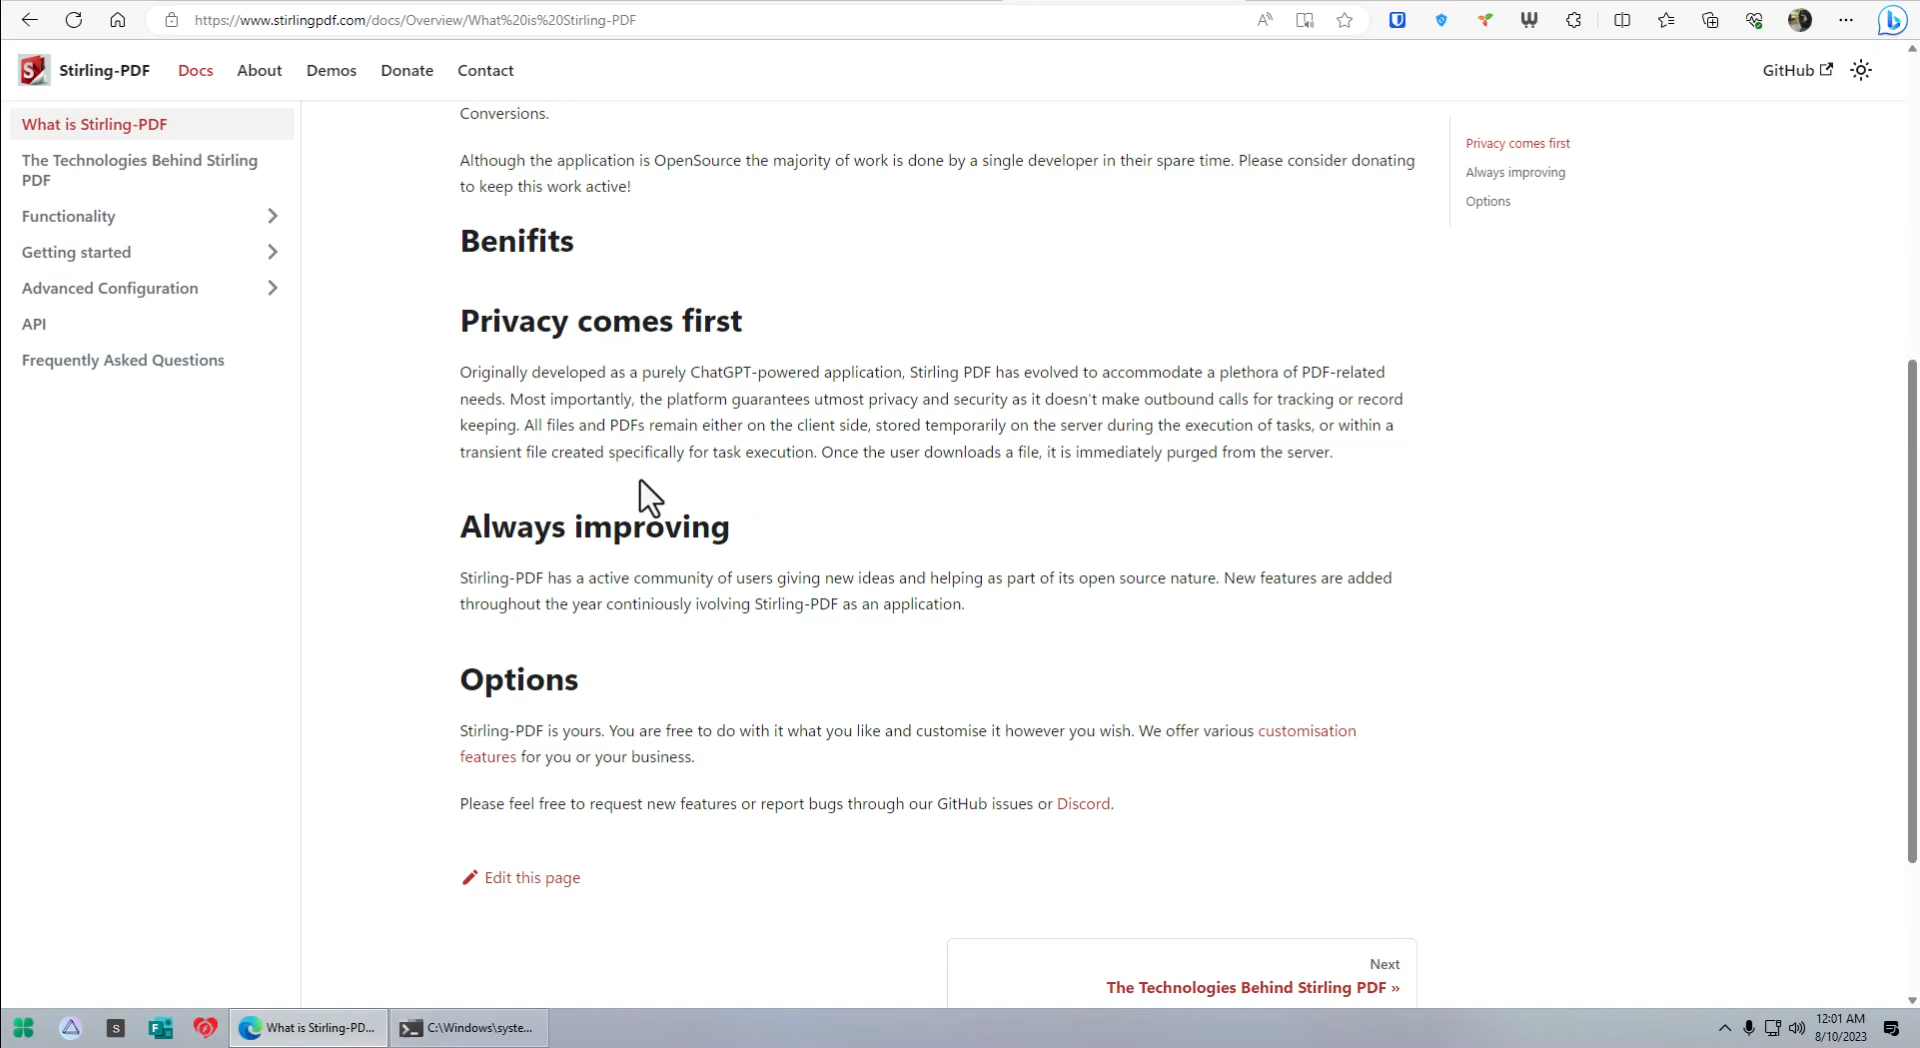 https://www.stirlingpdf.com/docs/Overview/What%20is%20Stirling-PDF
Stirling-PDF
Docs
About
Demos
Donate
Contact
GitHub
What is Stirling-PDF
The Technologies Behind Stirling
PDF
Functionality
Getting started
Advanced Configuration
API
Frequently Asked Questions
Conversions.
Although the application is OpenSource the majority of work is done by a single developer in their spare time. Please consider donating
to keep this work active!
Benifits
Privacy comes first
Originally developed as a purely ChatGPT-powered application, Stirling PDF has evolved to accommodate a plethora of PDF-related
needs. Most importantly, the platform guarantees utmost privacy and security as it doesn't make outbound calls for tracking or record
keeping. All files and PDFs remain either on the client side, stored temporarily on the server during the execution of tasks, or within a
transient file created specifically for task execution. Once the user downloads a file, it is immediately purged from the server.
Always improving
Stirling-PDF has a active community of users giving new ideas and helping as part of its open source nature. New features are added
throughout the year continiously ivolving Stirling-PDF as an application.
Options
Stirling-PDF is yours. You are free to do with it what you like and customise it however you wish. We offer various customisation
features for you or your business.
Please feel free to request new features or report bugs through our GitHub issues or Discord.
Edit this page
Next
The Technologies Behind Stirling PDF »
Privacy comes first
Always improving
Options
What is Stirling-PD...
C:\Windows\syste...
12:01 AM
8/10/2023